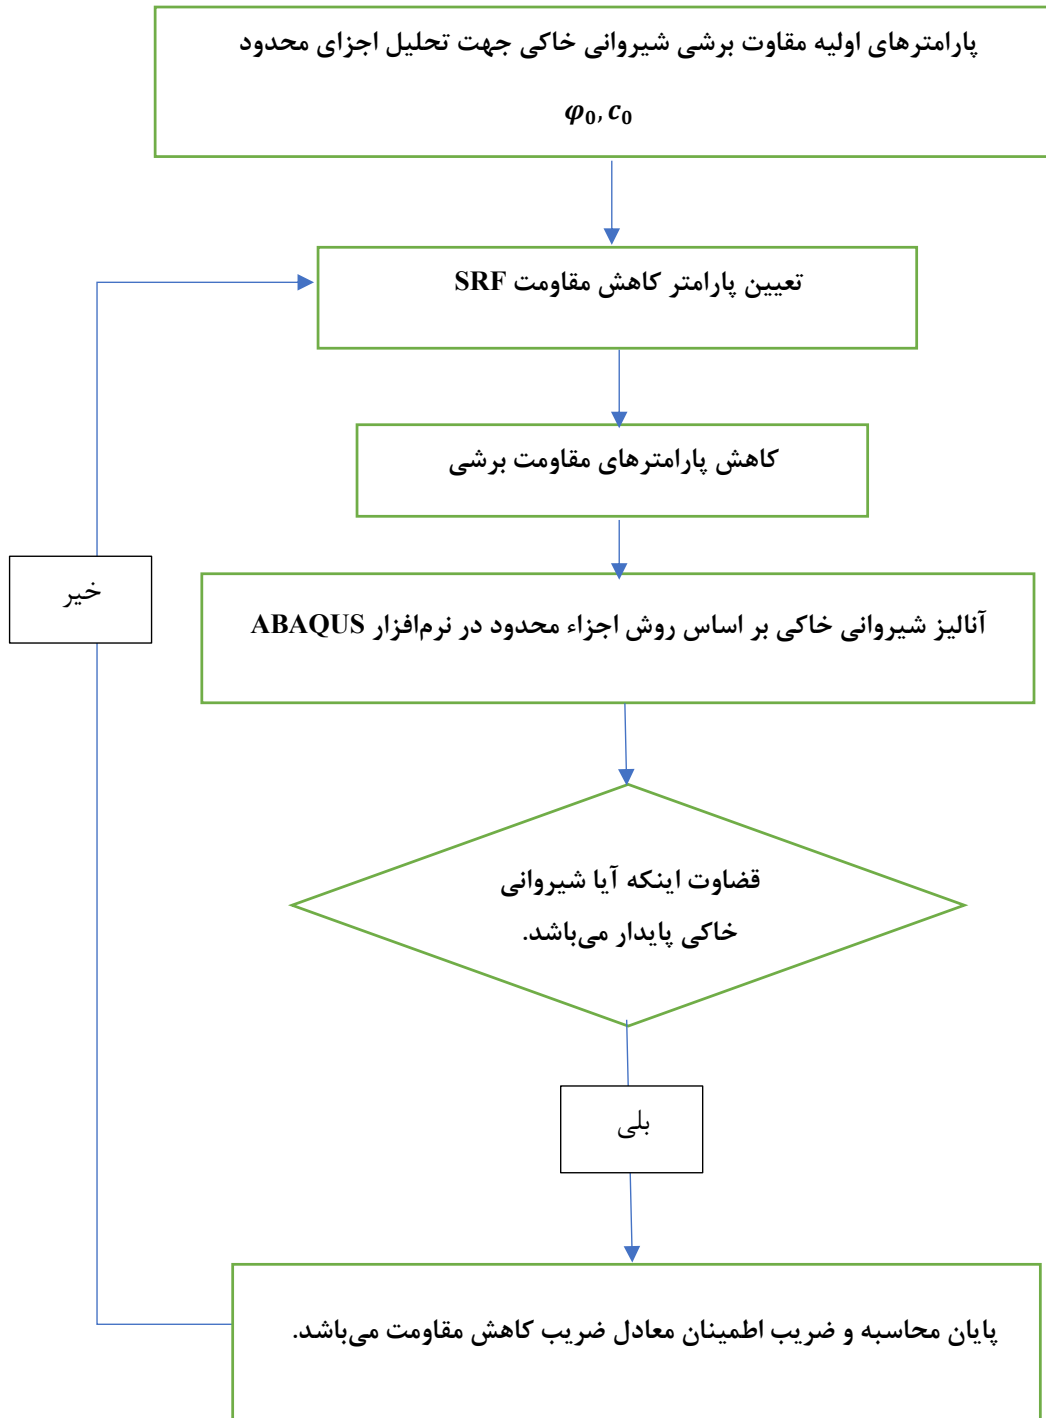 پارامترهای اولیه مقاوت برشی شیروانی خاکی جهت تحلیل اجزای محدود
φ₀, c₀
تعیین پارامتر کاهش مقاومت SRF
کاهش پارامترهای مقاومت برشی
خیر
آنالیز شیروانی خاکی بر اساس روش اجزاء محدود در نرم‌افزار ABAQUS
قضاوت اینکه آیا شیروانی
خاکی پایدار می‌باشد.
بلی
پایان محاسبه و ضریب اطمینان معادل ضریب کاهش مقاومت می‌باشد.